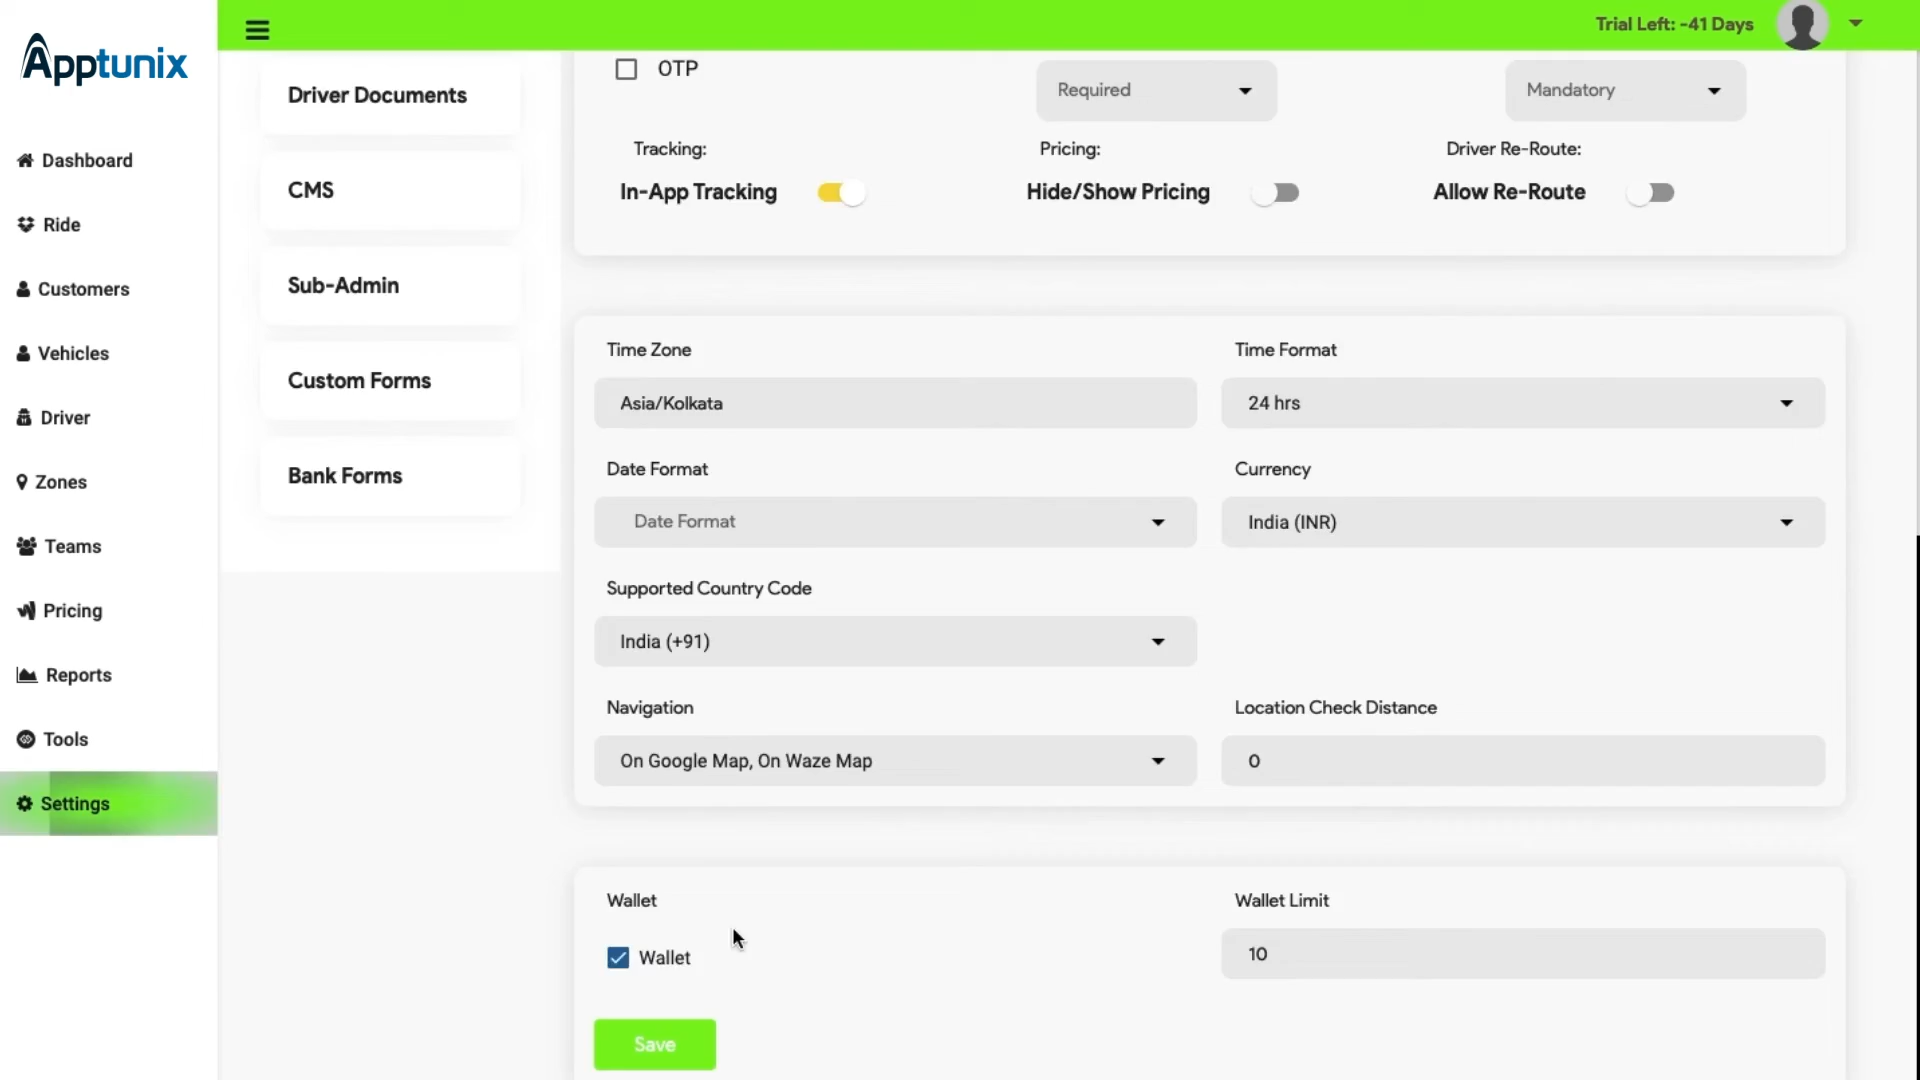 Apptunix
Trial Left: -41 Days
Dashboard
Ride
Customers
Vehicles
Driver
Zones
Teams
Pricing
Reports
Tools
Settings
Driver Documents
CMS
Sub-Admin
Custom Forms
Bank Forms
OTP
Required
Mandatory
Tracking:
Pricing:
Driver Re-Route:
In-App Tracking
Hide/Show Pricing
Allow Re-Route
Time Zone
Time Format
Asia/Kolkata
24 hrs
Date Format
Currency
Date Format
India (INR)
Supported Country Code
India (+91)
Navigation
Location Check Distance
On Google Map, On Waze Map
0
Wallet
Wallet Limit
Wallet
10
Save